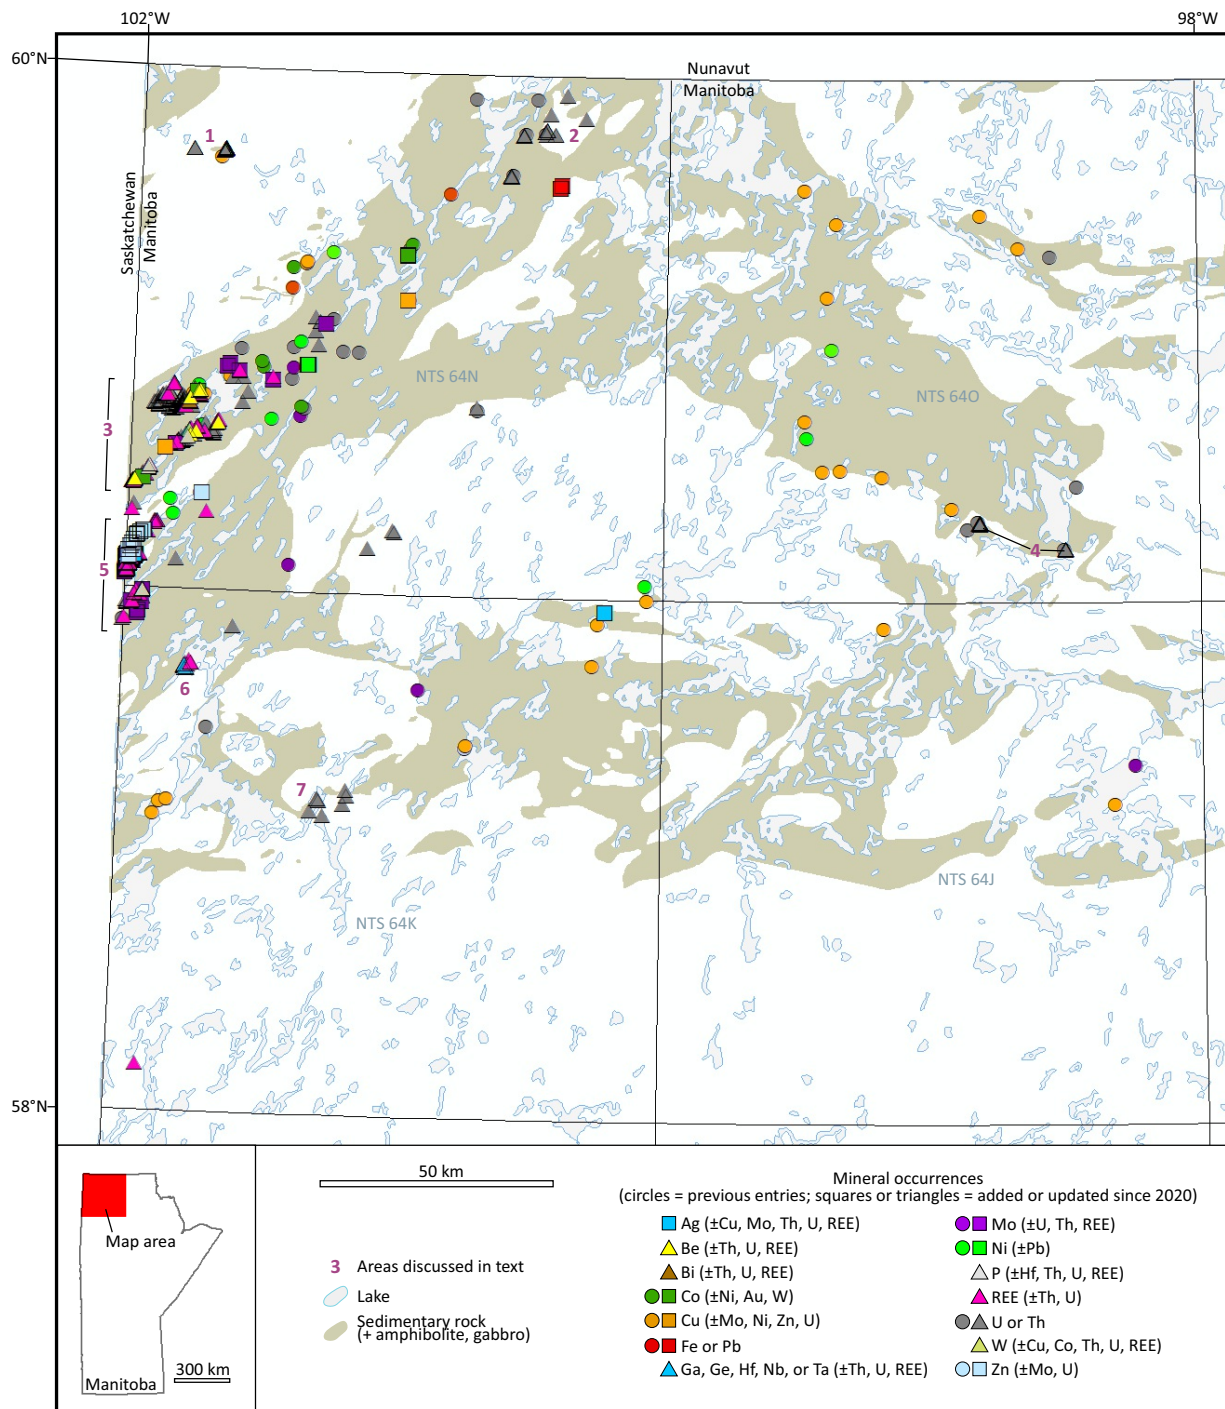 102°W
98°W
60°N
Nunavut
Manitoba
1
2
Saskatchewan
Manitoba
NTS 64N
NTS 64O
3
4
5
6
7
NTS 64J
NTS 64K
58°N
50 km
Mineral occurrences
(circles = previous entries; squares or triangles = added or updated since 2020)
Ag (±Cu, Mo, Th, U, REE)
Be (±Th, U, REE)
Bi (±Th, U, REE)
Co (±Ni, Au, W)
Cu (±Mo, Ni, Zn, U)
Fe or Pb
Ga, Ge, Hf, Nb, or Ta (±Th, U, REE)
Mo (±U, Th, REE)
Ni (±Pb)
P (±Hf, Th, U, REE)
REE (±Th, U)
U or Th
W (±Cu, Co, Th, U, REE)
Zn (±Mo, U)
3 Areas discussed in text
Lake
Sedimentary rock
(+ amphibolite, gabbro)
Map area
300 km
Manitoba